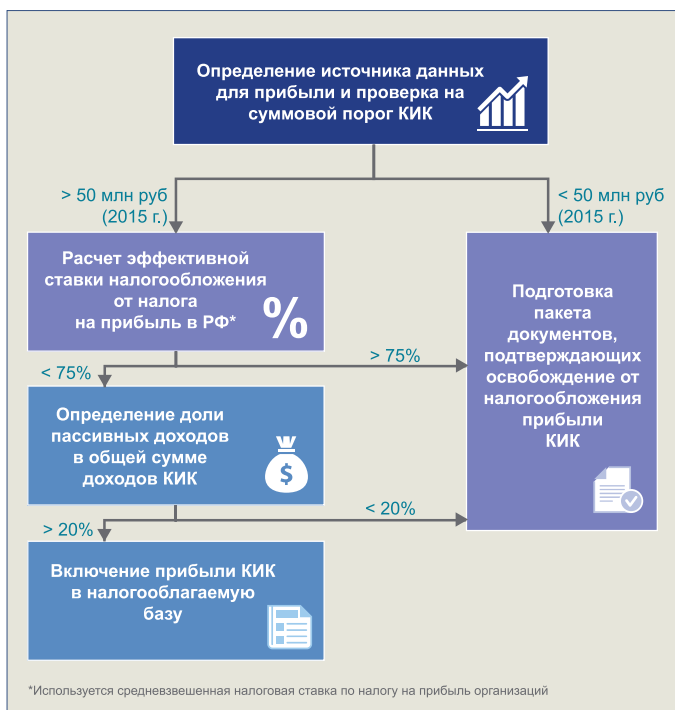 Определение источника данных
для прибыли и проверка на
суммовой порог КИК
> 50 млн руб
(2015 г.)
< 50 млн руб
(2015 г.)
Расчет эффективной
ставки налогообложения
от налога
на прибыль в РФ*
%
Подготовка
пакета
документов,
подтверждающих
освобождение от
налогообложения
прибыли
КИК
< 75%
> 75%
Определение доли
пассивных доходов
в общей сумме
доходов КИК
$
> 20%
< 20%
Включение прибыли КИК
в налогооблагаемую
базу
*Используется средневзвешенная налоговая ставка по налогу на прибыль организаций